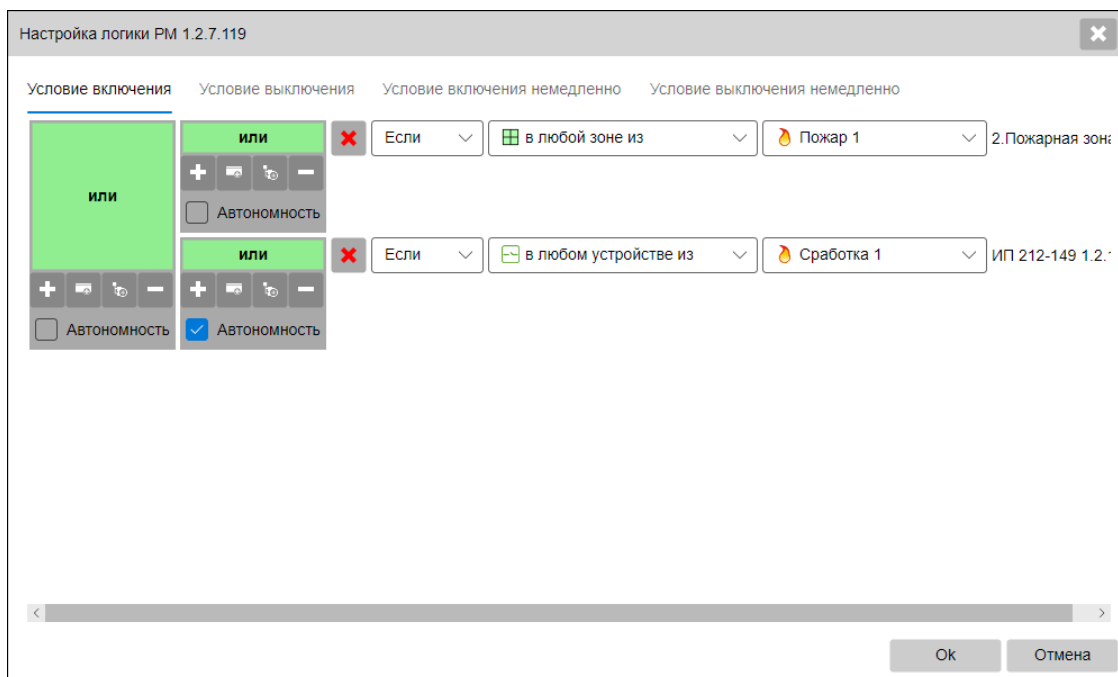 Настройка логики РМ 1.2.7.119
Условие включения Условие выключения Условие включения немедленно Условие выключения немедленно
или Если в любой зоне из Пожар 1 2.Пожарная зона
или
Автономность
или Если в любом устройстве из Сработка 1 ИП 212-149 1.2.
Автономность Автономность
Ok Отмена